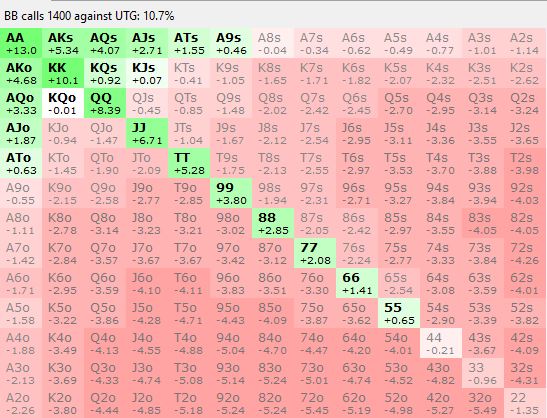 BB calls 1400 against UTG: 10.7%
AA AKs AQs AJs ATs A9s A8s A7s A6s A5s A4s A3s A2s
+13.0 +5.34 +4.07 +2.71 +1.55 +0.46 -0.04 -0.34 -0.62 -0.49 -0.77 -1.01 -1.14
AKo KK KQs KJs KTs K9s K8s K7s K6s K5s K4s K3s K2s
+4.68 +10.1 +0.92 +0.07 -0.41 -1.05 -1.65 -1.71 -1.82 -2.07 -2.32 -2.51 -2.62
AQo KQo QQ QJs QTs Q9s Q8s Q7s Q6s Q5s Q4s Q3s Q2s
+3.33 -0.01 +8.39 -0.45 -0.85 -1.48 -2.02 -2.42 -2.45 -2.70 -2.95 -3.14 -3.24
AJo KJo QJo JJ JTs J9s J8s J7s J6s J5s J4s J3s J2s
+1.87 -0.94 -1.47 +6.71 -1.04 -1.67 -2.12 -2.54 -2.95 -3.11 -3.36 -3.55 -3.65
ATo KTo QTo JTo TT T9s T8s T7s T6s T5s T4s T3s T2s
+0.63 -1.45 -1.90 -2.09 +5.28 -1.75 -2.13 -2.55 -2.97 -3.53 -3.70 -3.88 -3.98
A9o K9o Q9o J9o T9o 99 98s 97s 96s 95s 94s 93s 92s
-0.55 -2.15 -2.58 -2.77 -2.85 +3.80 -1.94 -2.31 -2.71 -3.27 -3.84 -3.94 -4.03
A8o K8o Q8o J8o T8o 98o 88 87s 86s 85s 84s 83s 82s
-1.11 -2.78 -3.14 -3.23 -3.21 -3.02 +2.85 -2.05 -2.42 -2.97 -3.55 -4.05 -4.05
A7o K7o Q7o J7o T7o 97o 87o 77 76s 75s 74s 73s 72s
-1.42 -2.84 -3.57 -3.67 -3.67 -3.42 -3.12 +2.08 -2.24 -2.77 -3.33 -3.84 -4.26
A6o K6o Q6o J6o T6o 96o 86o 76o 66 65s 64s 63s 62s
-1.71 -2.95 -3.59 -4.10 -4.11 -3.83 -3.51 -3.30 +1.41 -2.54 -3.08 -3.59 -4.01
A5o K5o Q5o J5o T5o 95o 85o 75o 65o 55 54s 53s 52s
-1.58 -3.22 -3.86 -4.28 -4.71 -4.43 -4.09 -3.87 -3.62 +0.65 -2.90 -3.39 -3.82
A4o K4o Q4o J4o T4o 94o 84o 74o 64o 54o 44 43s 42s
-1.88 -3.49 -4.13 -4.55 -4.88 -5.04 -4.70 -4.47 -4.20 -4.01 -0.21 -3.67 -4.09
A3o K3o Q3o J3o T3o 93o 83o 73o 63o 53o 43o 33 32s
-2.13 -3.69 -4.33 -4.74 -5.08 -5.14 -5.24 -5.01 -4.74 -4.52 -4.82 -0.96 -4.31
A2o K2o Q2o J2o T2o 92o 82o 72o 62o 52o 42o 32o 22
-2.26 -3.80 -4.44 -4.85 -5.18 -5.24 -5.24 -5.45 -5.19 -4.98 -5.27 -5.49 -1.35